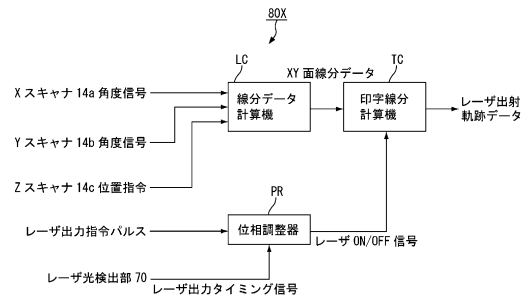 80X
LC
XY 面線分データ
TC
X スキャナ 14a 角度信号
線分データ
計算機
印字線分
計算機
レーザ出射
軌跡データ
Y スキャナ 14b 角度信号
Z スキャナ 14c 位置指令
PR
レーザ出力指令パルス
位相調整器
レーザ ON/OFF 信号
レーザ光検出部 70
レーザ出力タイミング信号